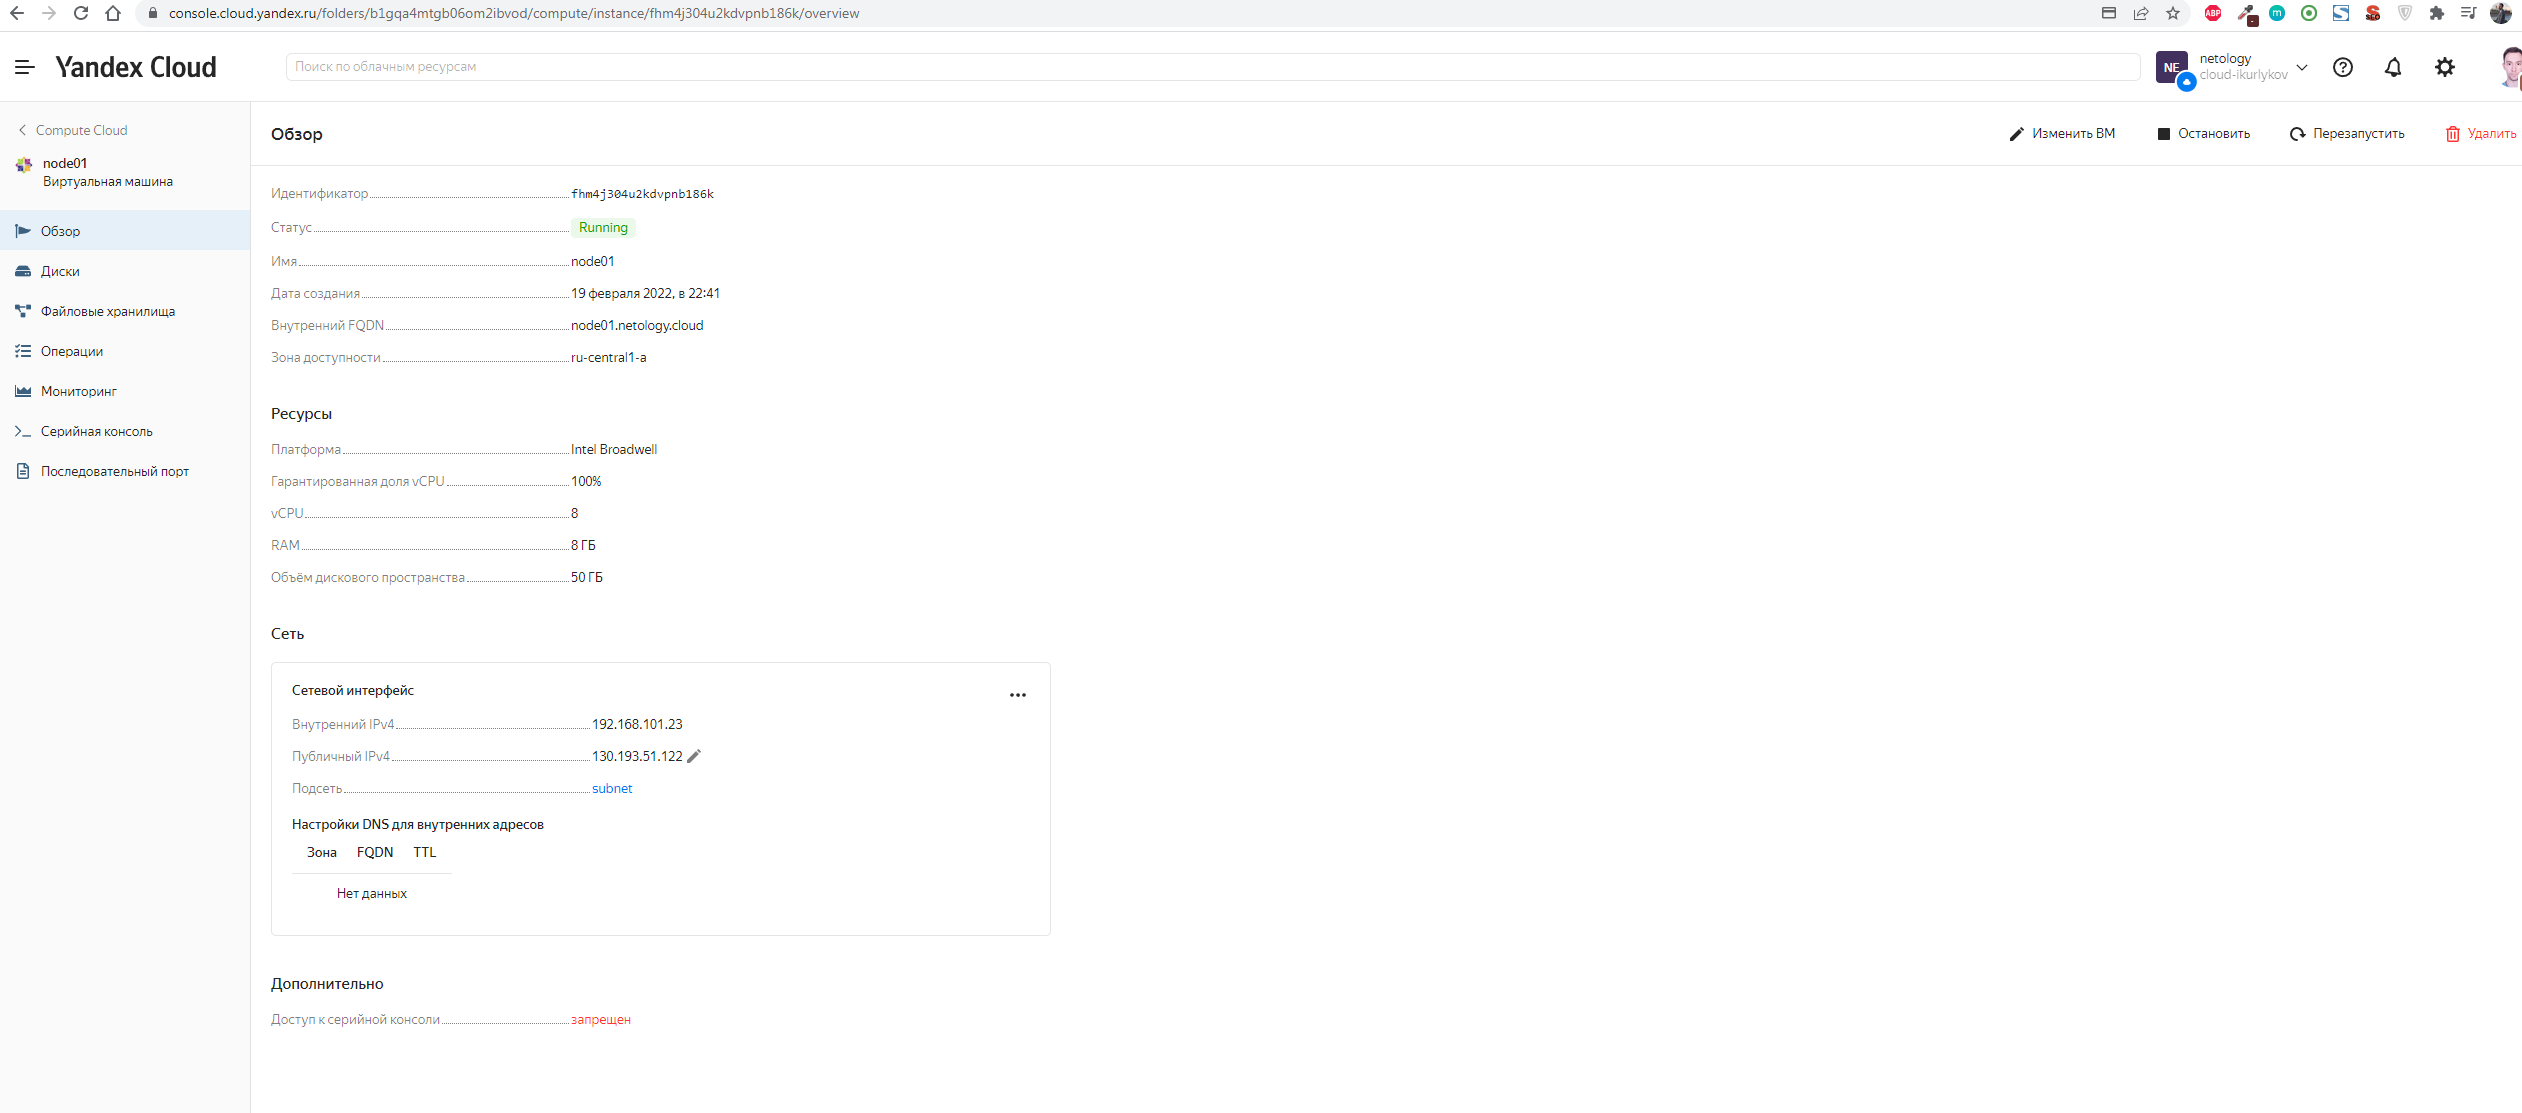 console.cloud.yandex.ru/folders/b1gqa4mtgb06om2ibvod/compute/instance/fhm4j304u2kdvpnb186k/overview
ABP
m
SEO
Yandex Cloud
Поиск по облачным ресурсам
NE
netology
cloud-ikurlykov
Compute Cloud
node01
Виртуальная машина
Обзор
Диски
Файловые хранилища
Операции
Мониторинг
Серийная консоль
Последовательный порт
Обзор
Изменить ВМ
Остановить
Перезапустить
Удалить
Идентификатор fhm4j304u2kdvpnb186k
Статус Running
Имя node01
Дата создания 19 февраля 2022, в 22:41
Внутренний FQDN node01.netology.cloud
Зона доступности ru-central1-a
Ресурсы
Платформа Intel Broadwell
Гарантированная доля vCPU 100%
vCPU 8
RAM 8 ГБ
Объём дискового пространства 50 ГБ
Сеть
Сетевой интерфейс
Внутренний IPv4 192.168.101.23
Публичный IPv4 130.193.51.122
Подсеть subnet
Настройки DNS для внутренних адресов
Зона FQDN TTL
Нет данных
Дополнительно
Доступ к серийной консоли запрещен